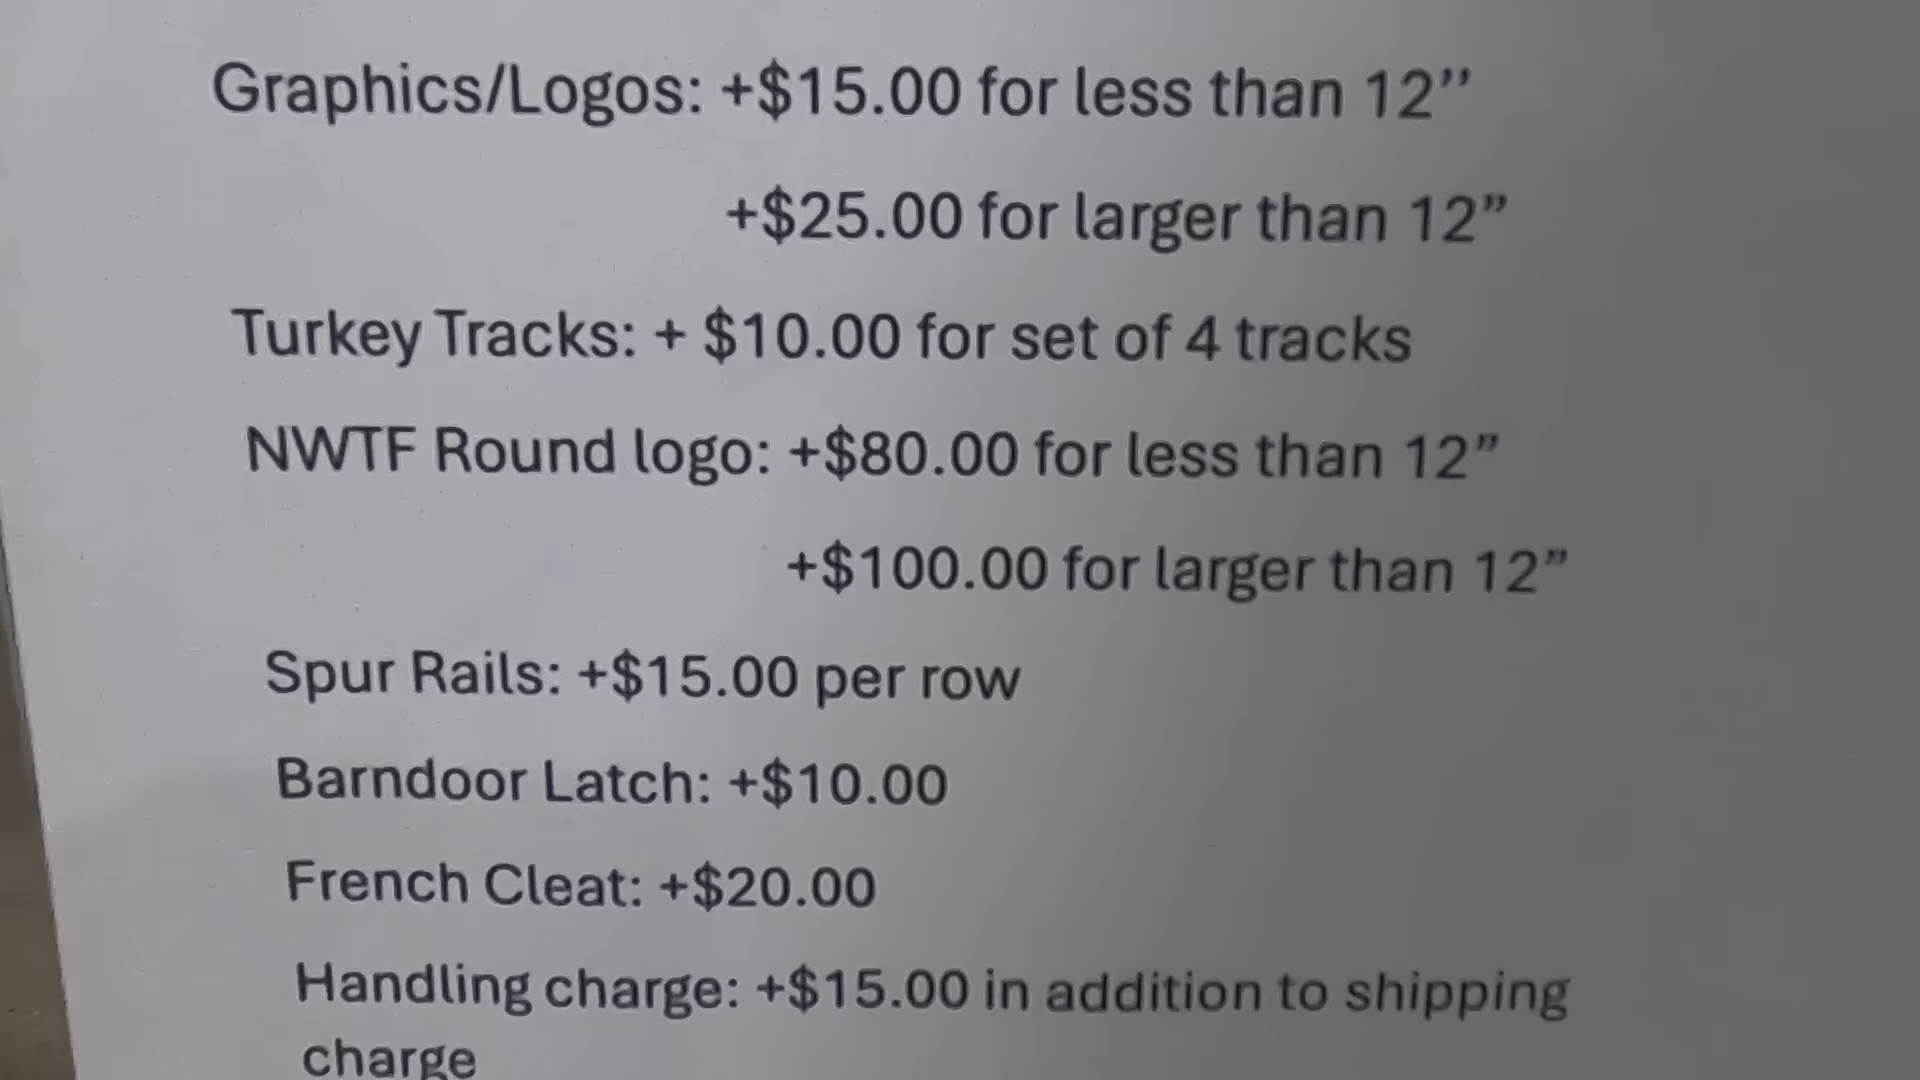 Graphics/Logos: +$15.00 for less than 12’’
+$25.00 for larger than 12”
Turkey Tracks: + $10.00 for set of 4 tracks
NWTF Round logo: +$80.00 for less than 12”
+$100.00 for larger than 12”
Spur Rails: +$15.00 per row
Barndoor Latch: +$10.00
French Cleat: +$20.00
Handling charge: +$15.00 in addition to shipping
charge